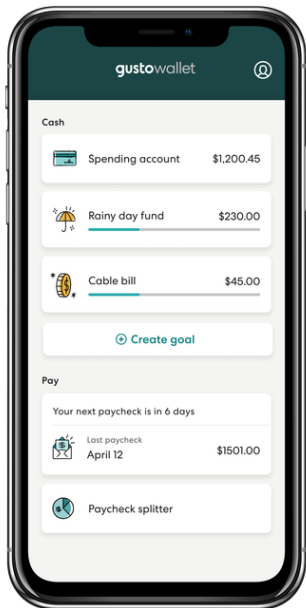 gustowallet
Cash
Spending account $1,200.45
Rainy day fund $230.00
Cable bill $45.00
Create goal
Pay
Your next paycheck is in 6 days
Last paycheck
April 12 $1501.00
Paycheck splitter